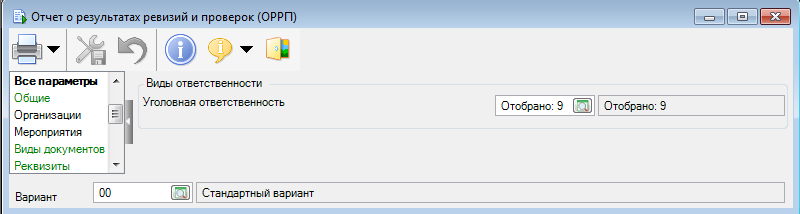 Отчет о результатах ревизий и проверок (ОРРП)
Все параметры
Общие
Организации
Мероприятия
Виды документов
Реквизиты
Виды ответственности
Уголовная ответственность
Отобрано: 9
Отобрано: 9
Вариант
00
Стандартный вариант